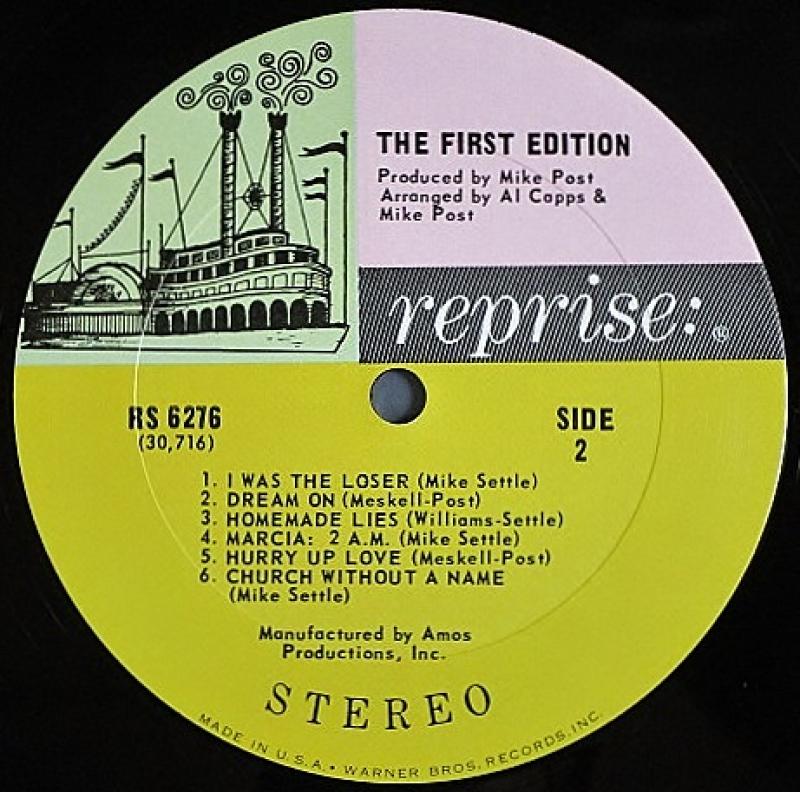 THE FIRST EDITION
Produced by Mike Post
Arranged by Al Capps &
Mike Post
reprise:®
RS 6276
(30,716)
SIDE
2
1. I WAS THE LOSER (Mike Settle)
2. DREAM ON (Meskell-Post)
3. HOMEMADE LIES (Williams-Settle)
4. MARCIA: 2 A.M. (Mike Settle)
5. HURRY UP LOVE (Meskell-Post)
6. CHURCH WITHOUT A NAME
(Mike Settle)
Manufactured by Amos
Productions, Inc.
STEREO
MADE IN U.S.A. • WARNER BROS. RECORDS, INC.